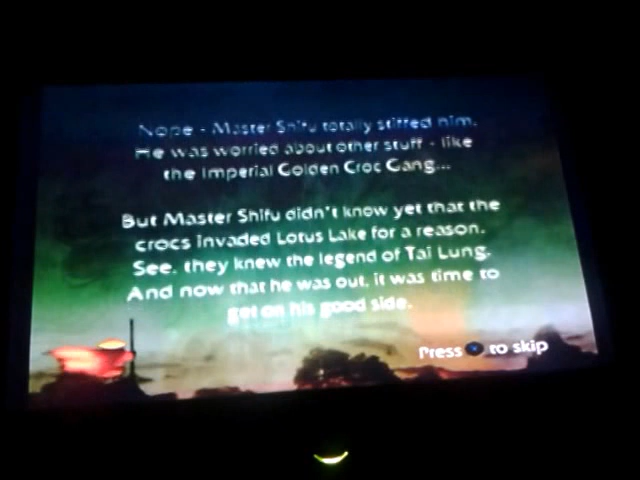 Nope - Master Shifu totally stiffed him.
He was worried about other stuff - like
the Imperial Golden Croc Gang...
But Master Shifu didn't know yet that the
crocs invaded Lotus Lake for a reason.
See, they knew the legend of Tai Lung.
And now that he was out, it was time to
get on his good side.
Press to skip